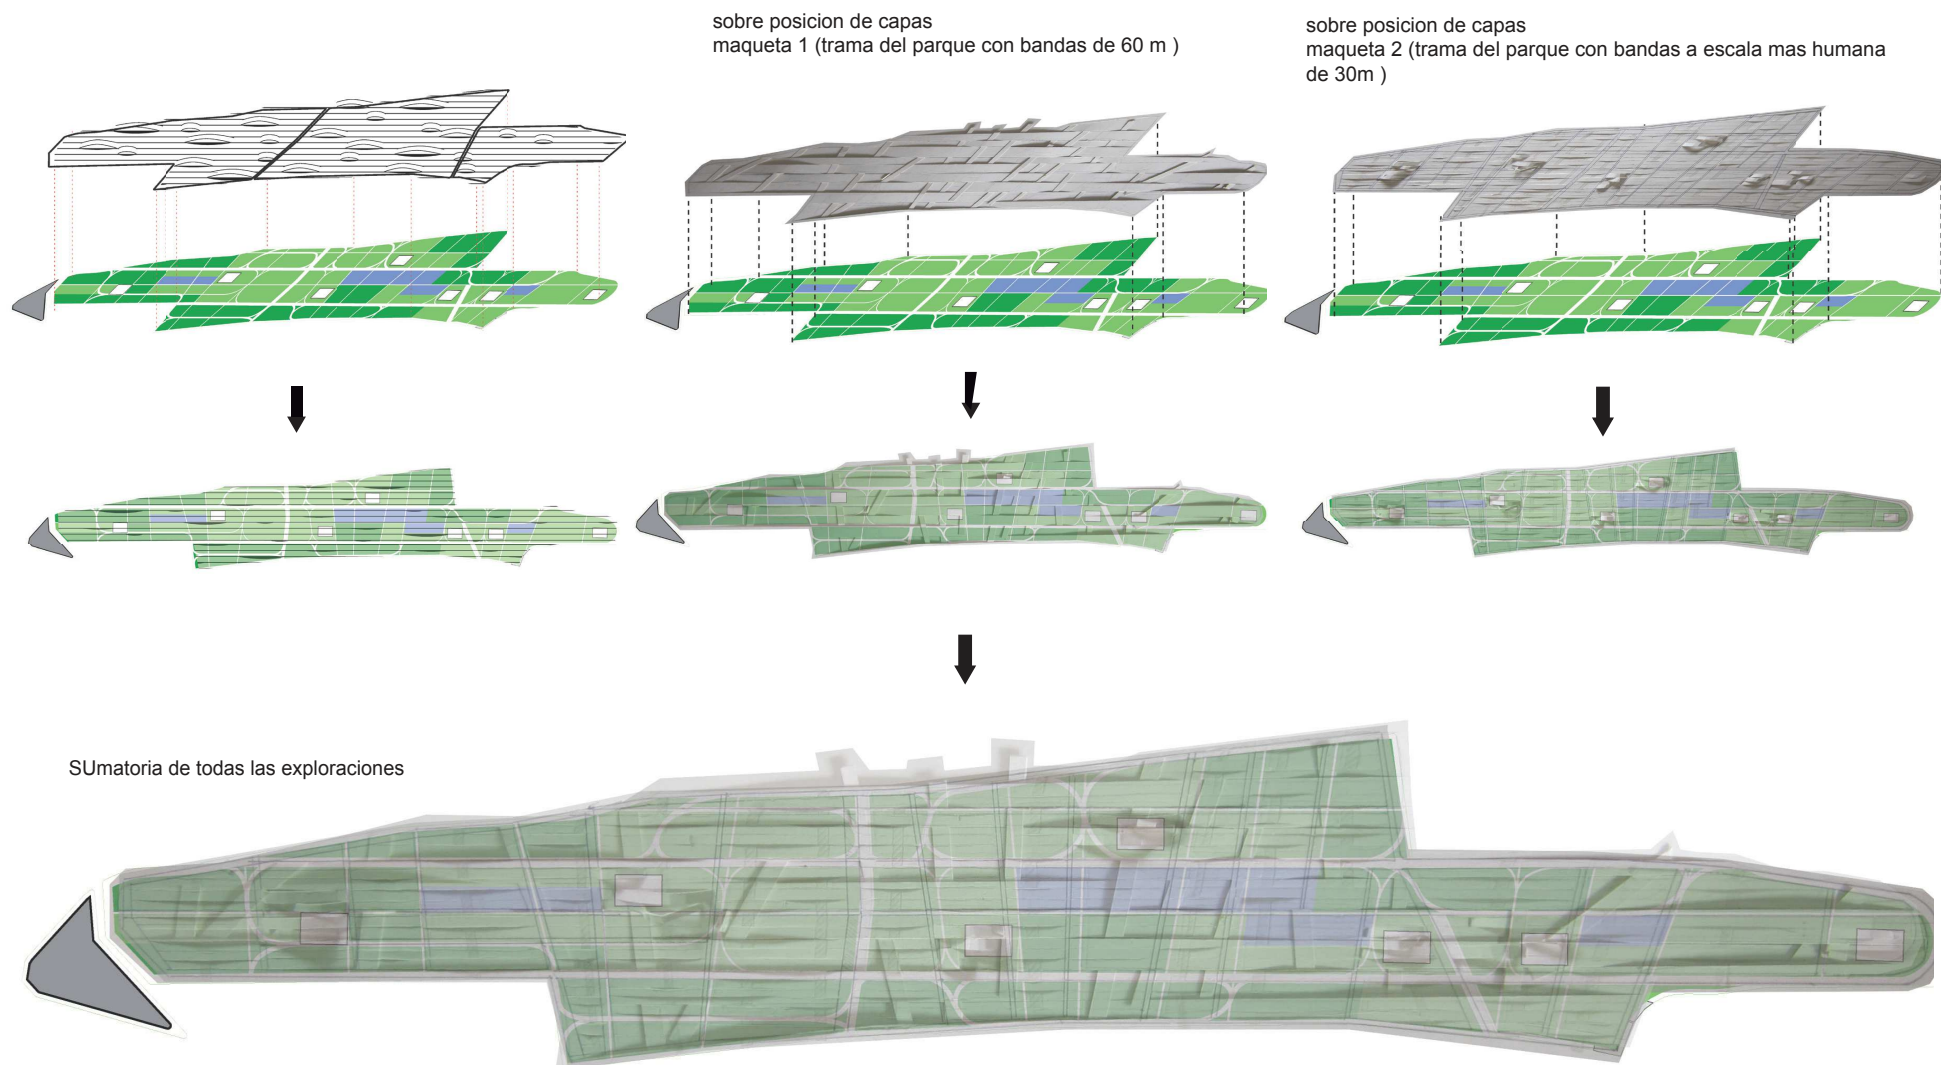 sobre posicion de capas
maqueta 1 (trama del parque con bandas de 60 m )
sobre posicion de capas
maqueta 2 (trama del parque con bandas a escala mas humana
de 30m )
SUmatoria de todas las exploraciones